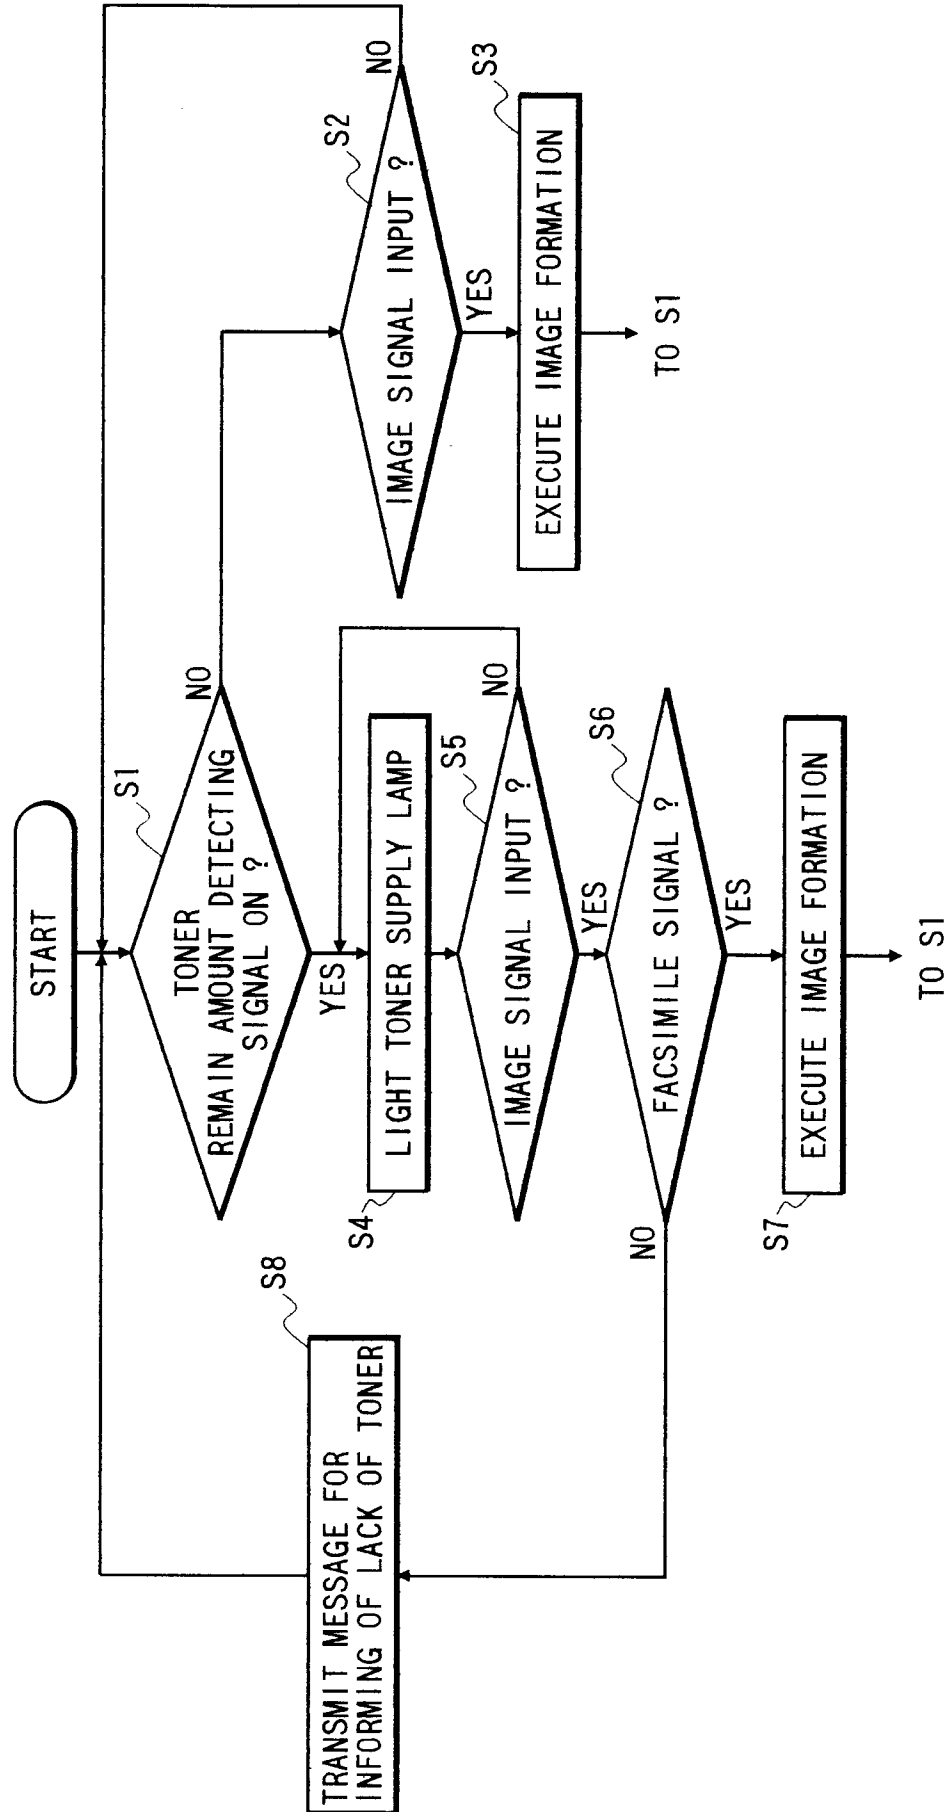 START
S1
TONER
REMAIN AMOUNT DETECTING
SIGNAL ON ?
NO
YES
S2
IMAGE SIGNAL INPUT ?
NO
YES
S3
EXECUTE IMAGE FORMATION
TO S1
S4
LIGHT TONER SUPPLY LAMP
S5
IMAGE SIGNAL INPUT ?
NO
YES
S6
FACSIMILE SIGNAL ?
NO
YES
S7
EXECUTE IMAGE FORMATION
TO S1
S8
TRANSMIT MESSAGE FOR
INFORMING OF LACK OF TONER